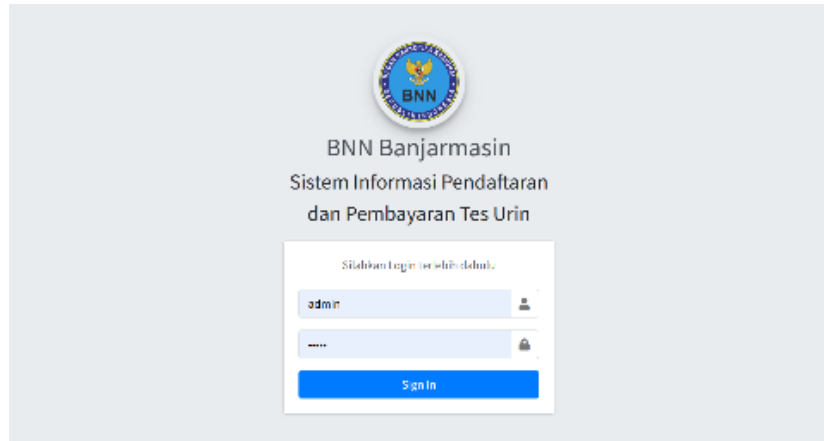 BNN
BNN Banjarmasin
Sistem Informasi Pendaftaran
dan Pembayaran Tes Urin
Silahkan Login terlebih dahulu
admin
•••••
Sign In